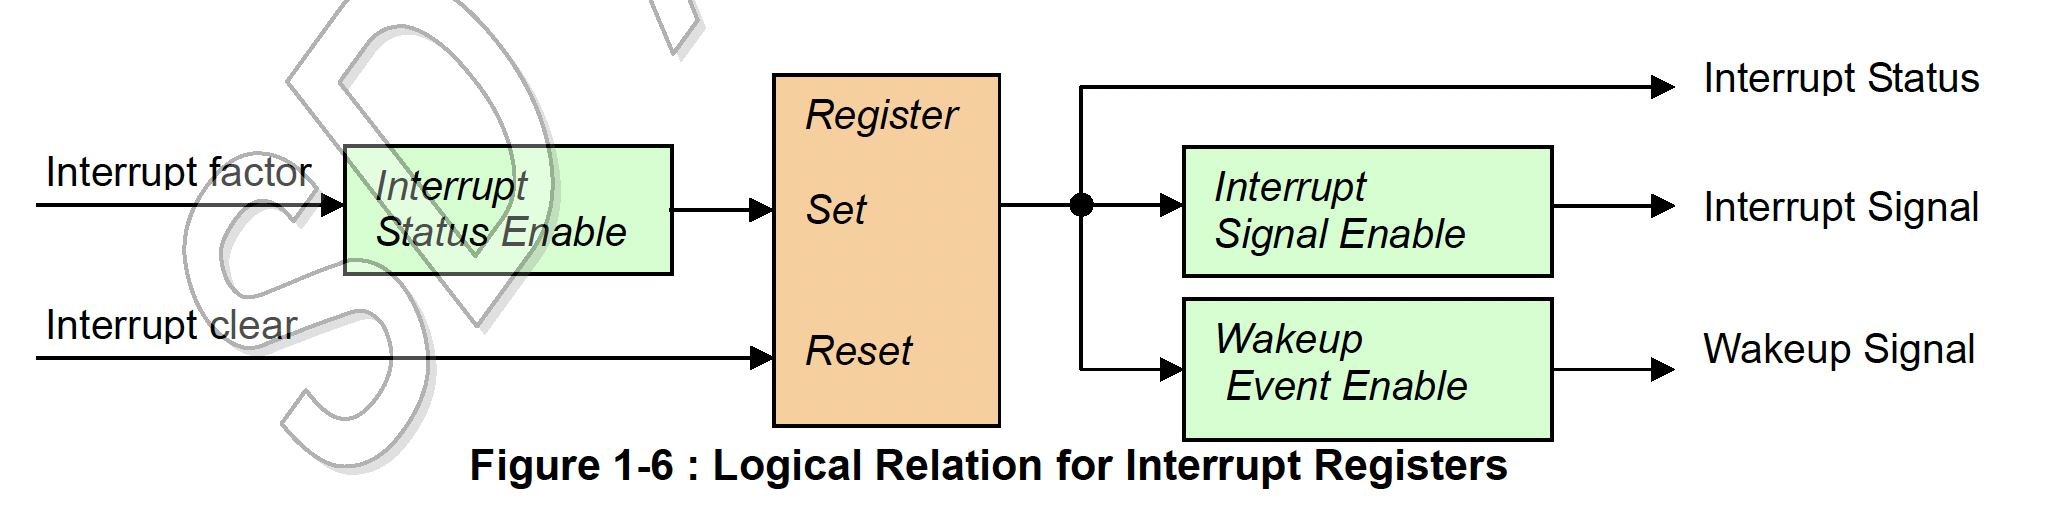 Interrupt factor
Interrupt
Status Enable
Interrupt clear
Register
Set
Reset
Interrupt Status
Interrupt
Signal Enable
Interrupt Signal
Wakeup
Event Enable
Wakeup Signal
Figure 1-6 : Logical Relation for Interrupt Registers
SD